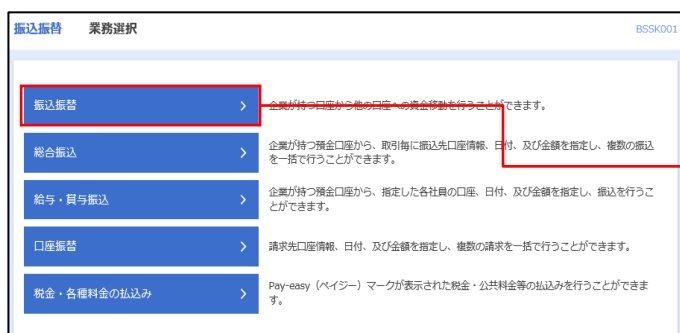 振込振替 業務選択 BSSK001
振込振替 企業が持つ口座から他の口座への資金移動を行うことができます。
総合振込 企業が持つ預金口座から、取引毎に振込先口座情報、日付、及び金額を指定し、複数の振込
を一括で行うことができます。
給与・賞与振込 企業が持つ預金口座から、指定した各社員の口座、日付、及び金額を指定し、振込を行うこ
とができます。
口座振替 請求先口座情報、日付、及び金額を指定し、複数の請求を一括で行うことができます。
税金・各種料金の払込み Pay-easy（ペイジー）マークが表示された税金・公共料金等の払込みを行うことができま
す。